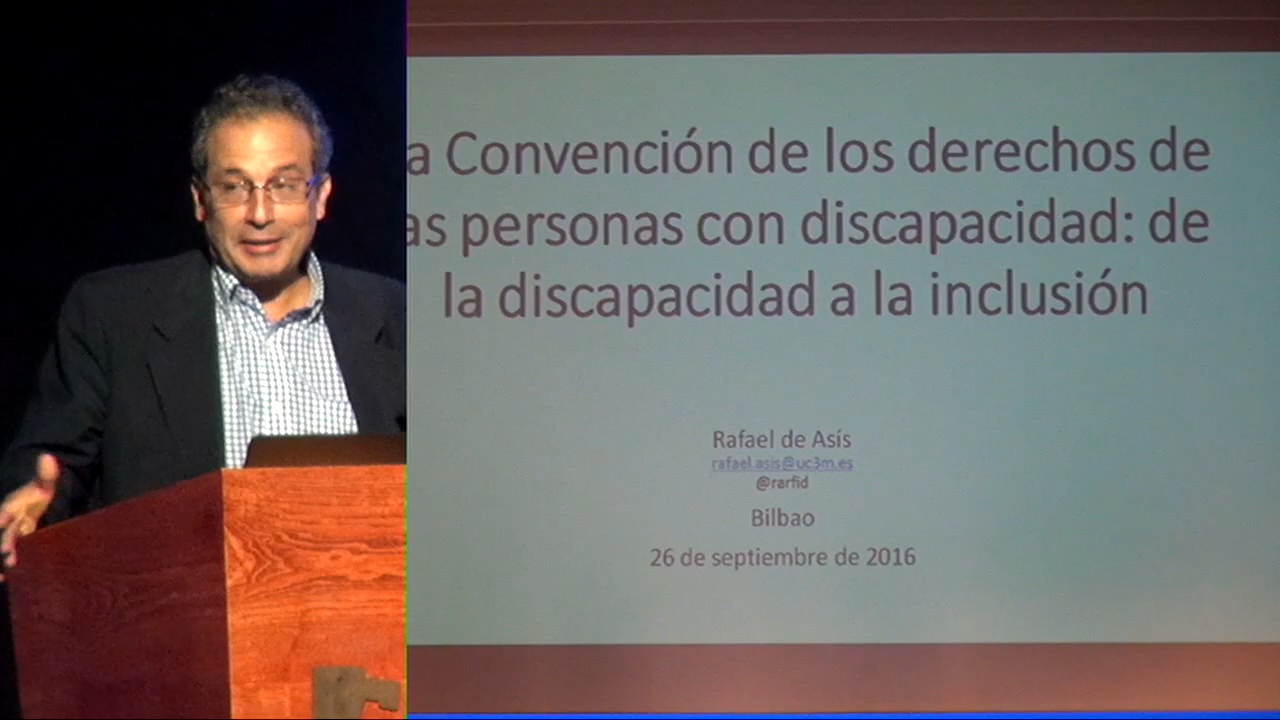 a Convención de los derechos de
as personas con discapacidad: de
la discapacidad a la inclusión
Rafael de Asís
rafael.asis@uc3m.es
@rarfid
Bilbao
26 de septiembre de 2016